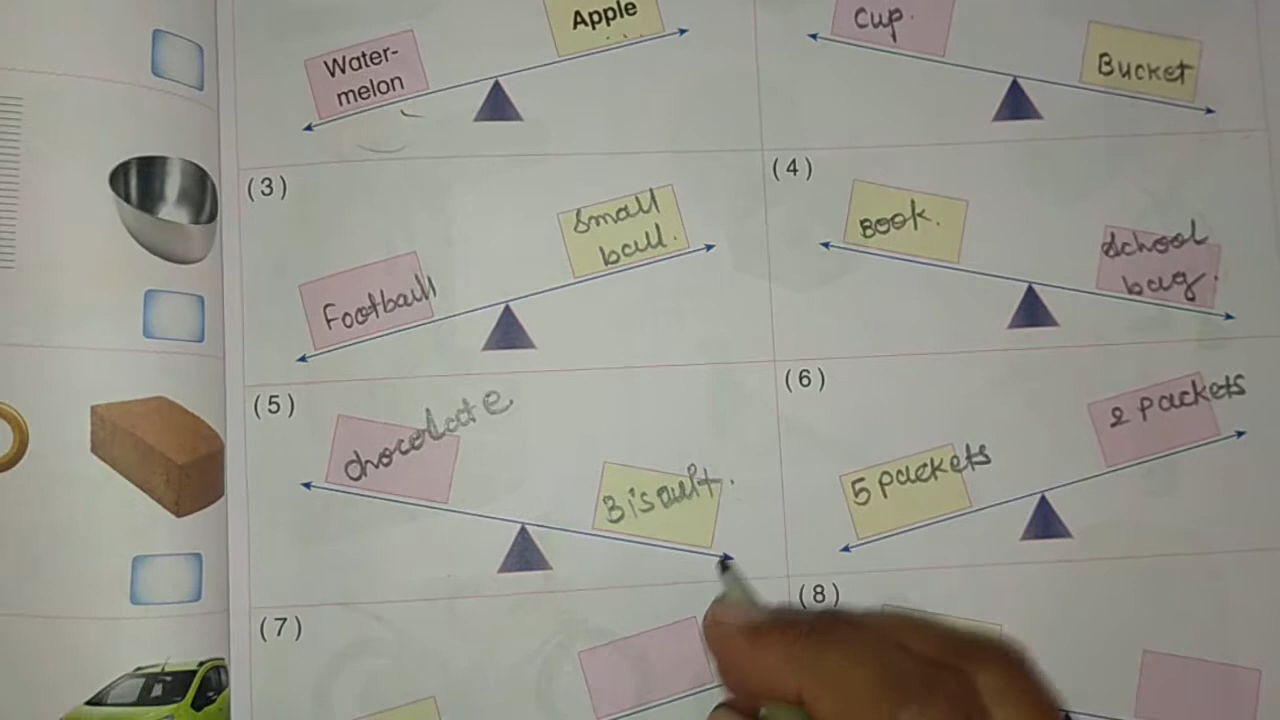 Apple
Water-
melon
Cup.
Bucket
(3)
Small
ball.
Football
(4)
Book.
School
bag.
(5)
chocolate
Biscuit.
(6)
2 packets
5 packets
(7)
(8)